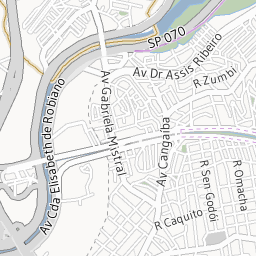 SP 070
Av Dr Assis Ribeiro
R Zumbi
Av Gabriela Mistral
Av Cda Elisabeth de Robiano
Av cangaiba
R Caquito
R Sen Godói
R Omacha